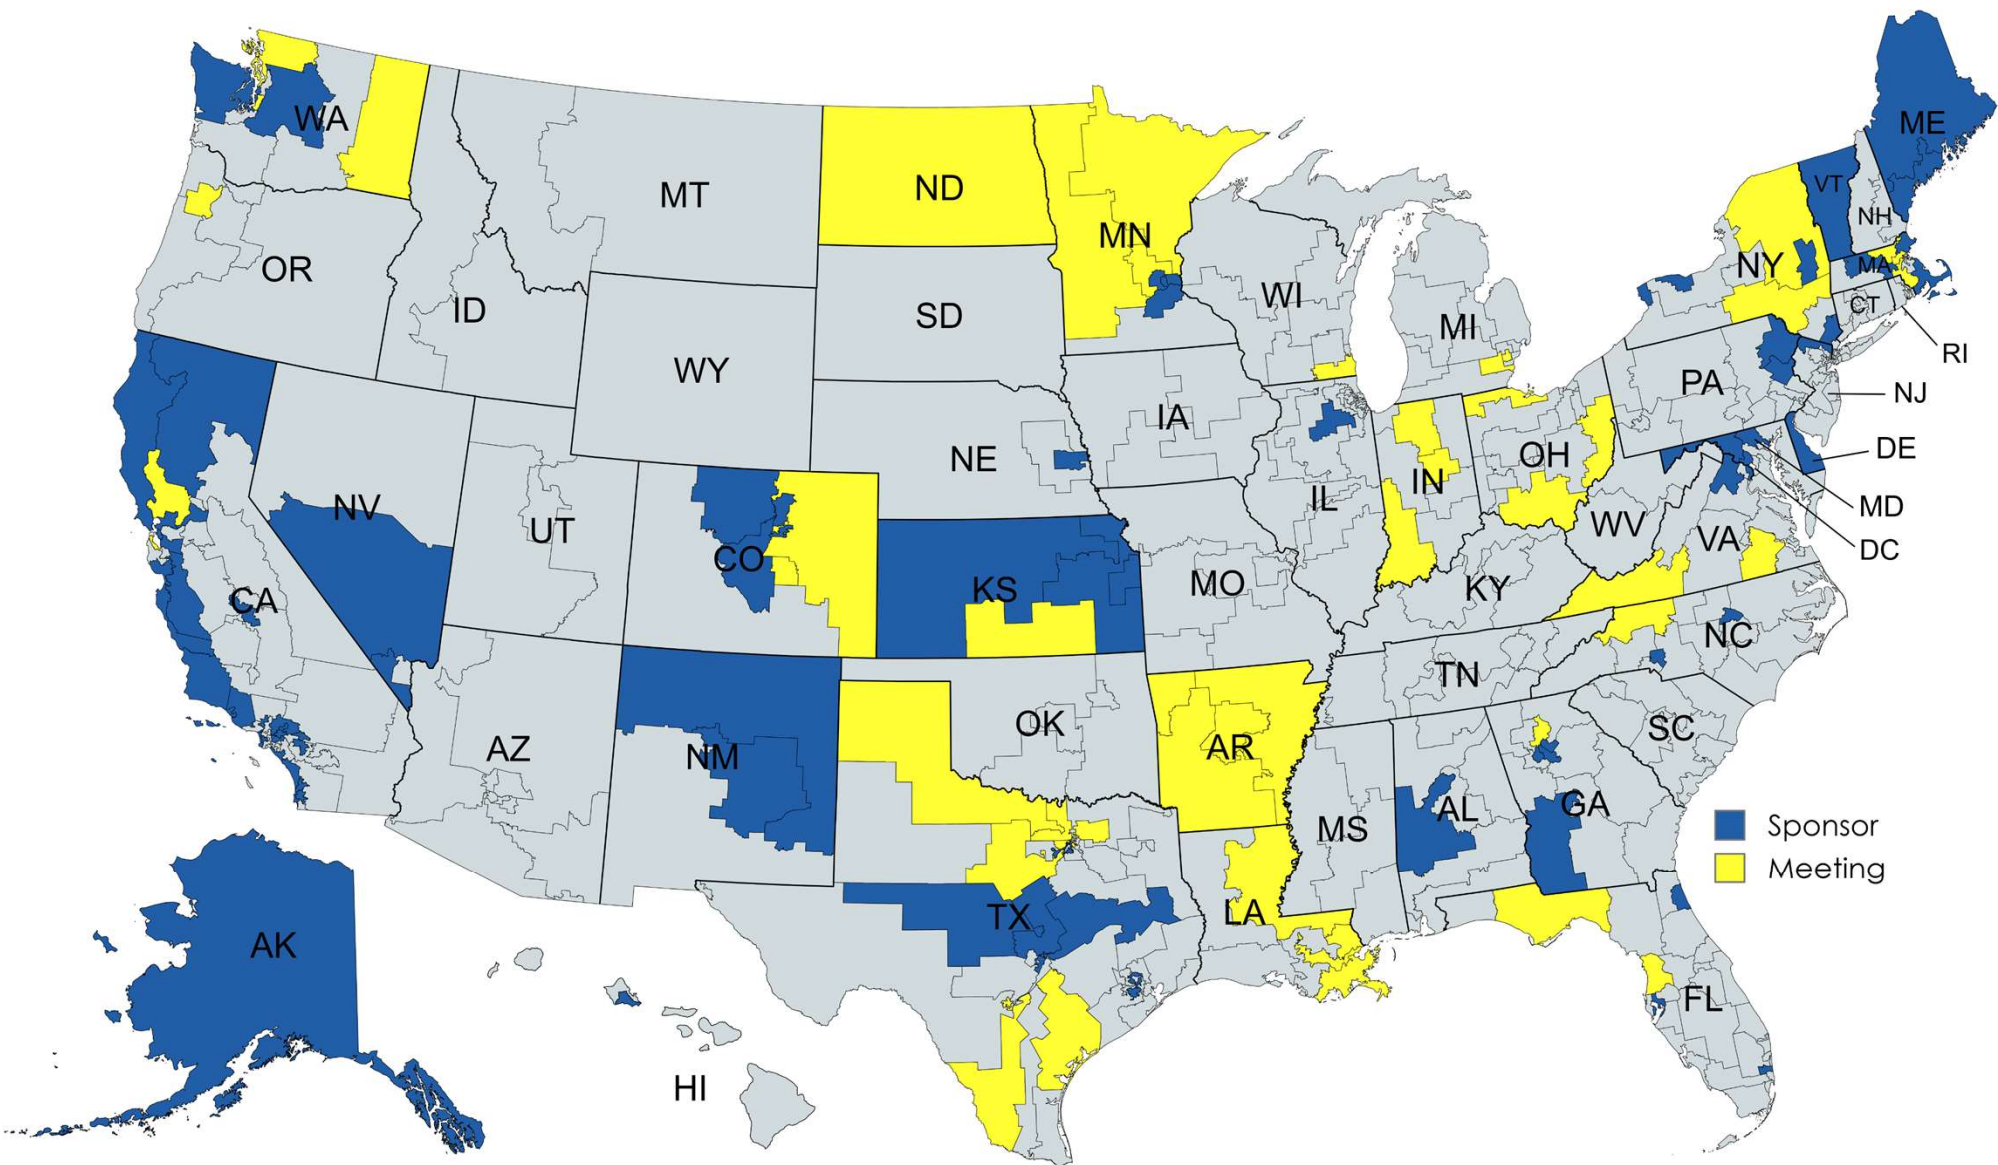 ME
WA
VT
MT
ND
NH
MN
OR
NY
MA
ID
WI
CT
SD
MI
RI
WY
PA
NJ
IA
NE
OH
DE
IN
NV
IL
MD
UT
WV
VA
DC
CO
KS
MO
KY
CA
NC
TN
OK
SC
AZ
NM
AR
AL
GA
MS
Sponsor
Meeting
LA
TX
AK
FL
HI